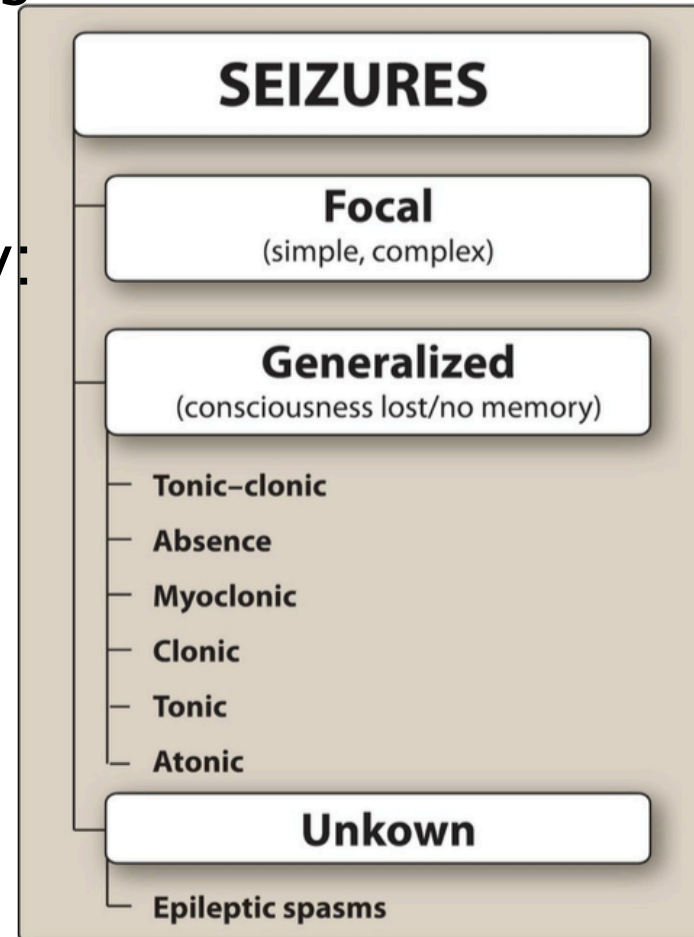 SEIZURES
Focal
(simple, complex)
y:
Generalized
(consciousness lost/no memory)
Tonic–clonic
Absence
Myoclonic
Clonic
Tonic
Atonic
Unkown
Epileptic spasms